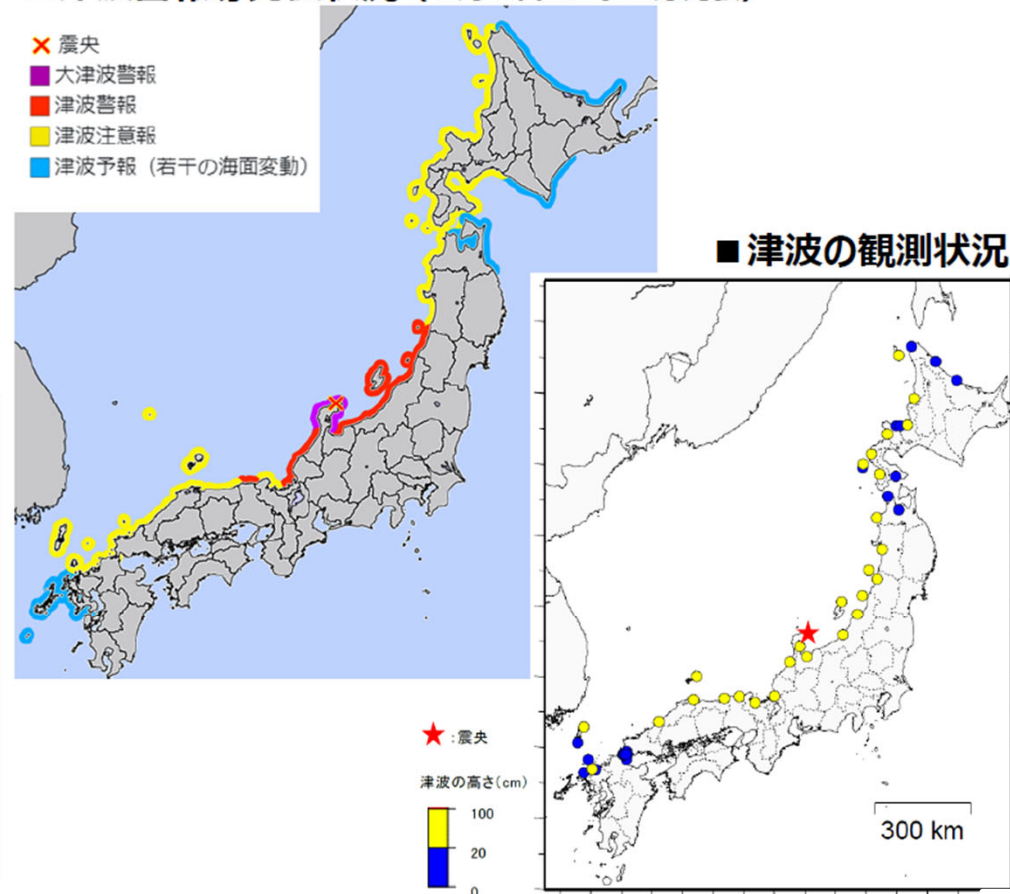 震央
大津波警報
津波警報
津波注意報
津波予報（若干の海面変動）
■津波の観測状況
:震央
津波の高さ(cm)
100
20
0
300 km